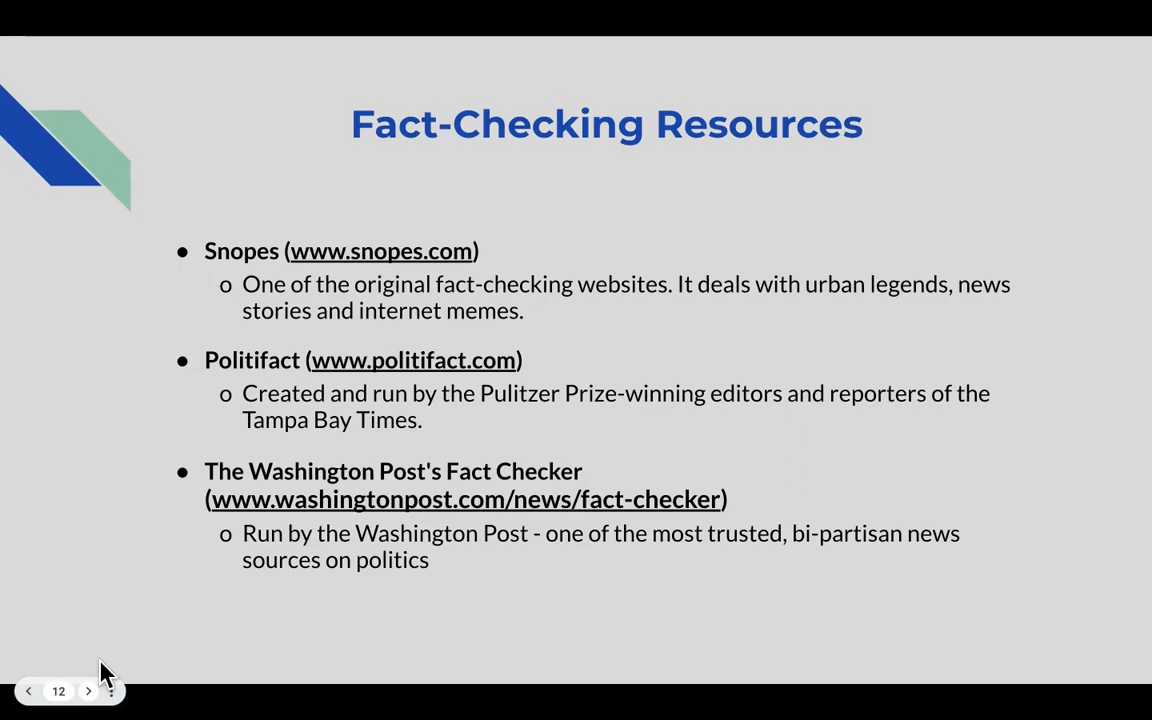 Fact-Checking Resources
● Snopes (www.snopes.com)
o One of the original fact-checking websites. It deals with urban legends, news
stories and internet memes.
● Politifact (www.politifact.com)
o Created and run by the Pulitzer Prize-winning editors and reporters of the
Tampa Bay Times.
● The Washington Post's Fact Checker
(www.washingtonpost.com/news/fact-checker)
o Run by the Washington Post - one of the most trusted, bi-partisan news
sources on politics
12